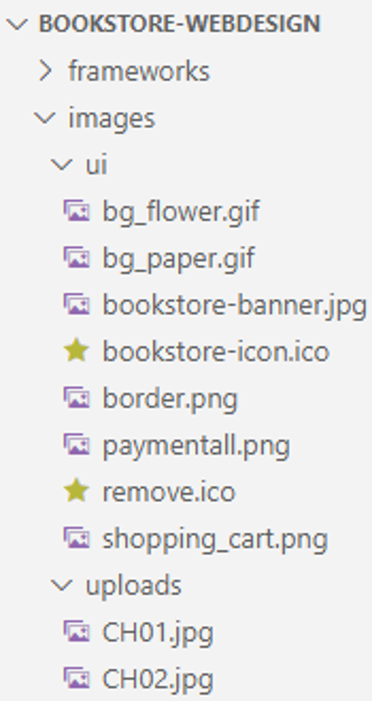 BOOKSTORE-WEBDESIGN
frameworks
images
ui
bg_flower.gif
bg_paper.gif
bookstore-banner.jpg
bookstore-icon.ico
border.png
paymentall.png
remove.ico
shopping_cart.png
uploads
CH01.jpg
CH02.jpg